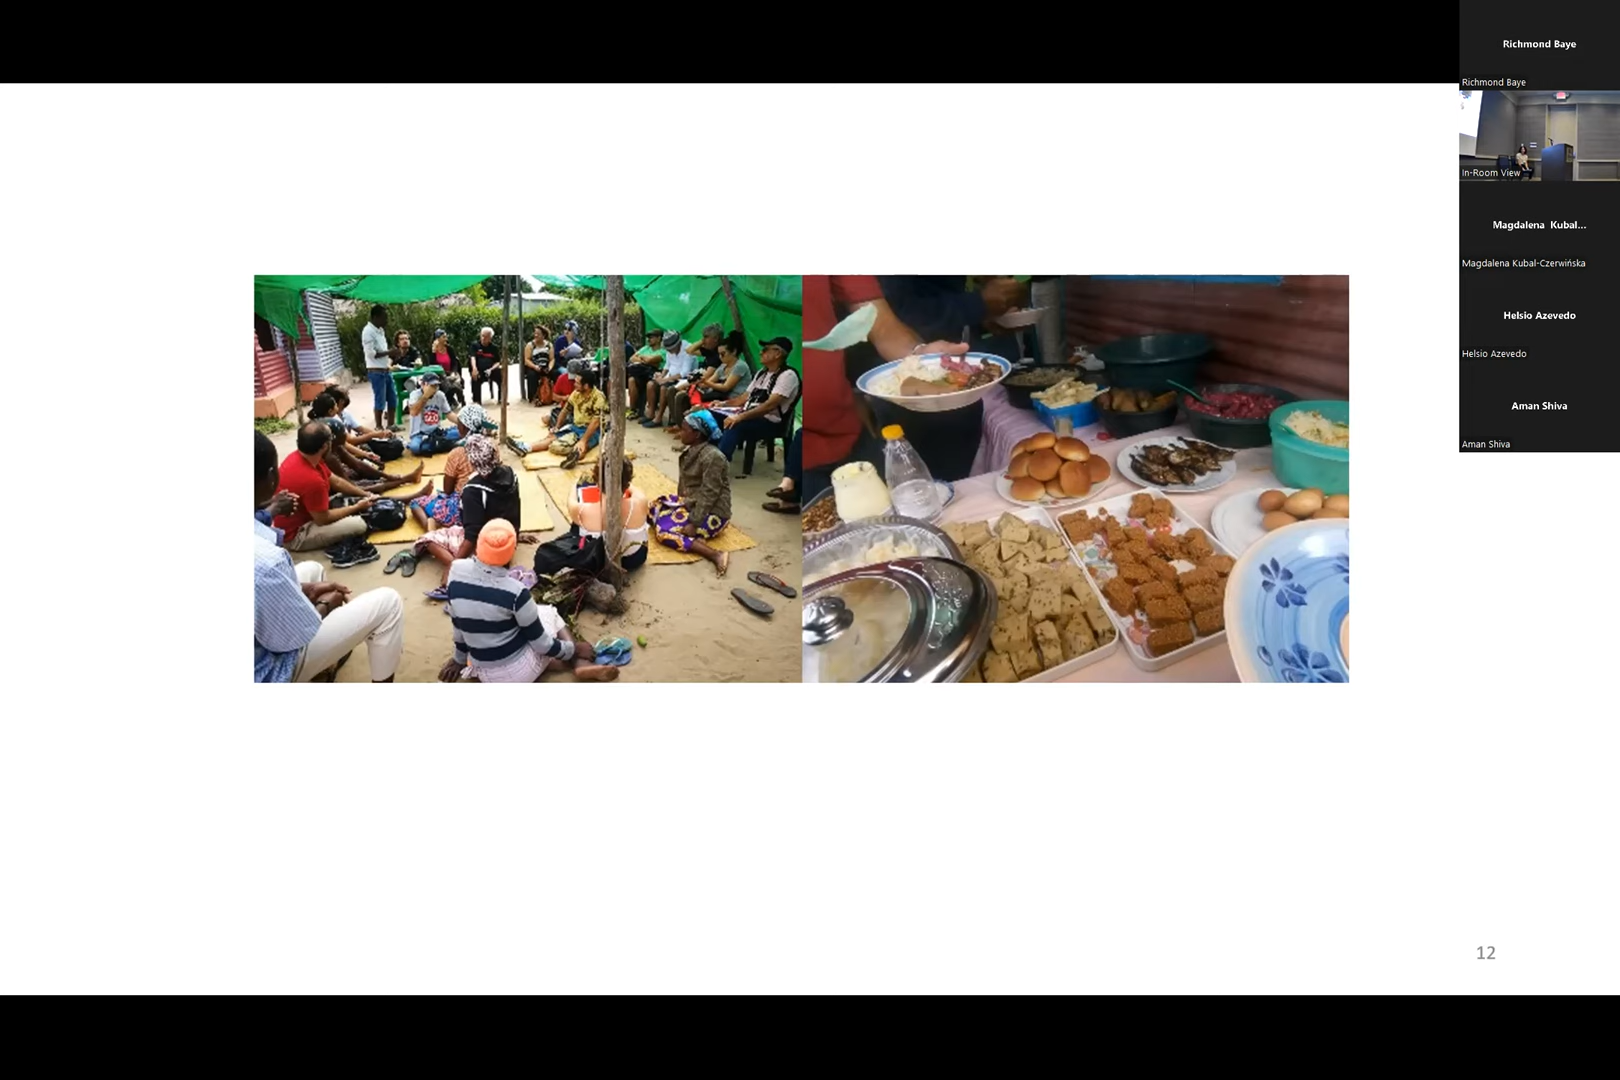 Richmond Baye
Richmond Baye
In-Room View
Magdalena Kubal...
Magdalena Kubal-Czerwińska
Helsio Azevedo
Helsio Azevedo
Aman Shiva
Aman Shiva
12